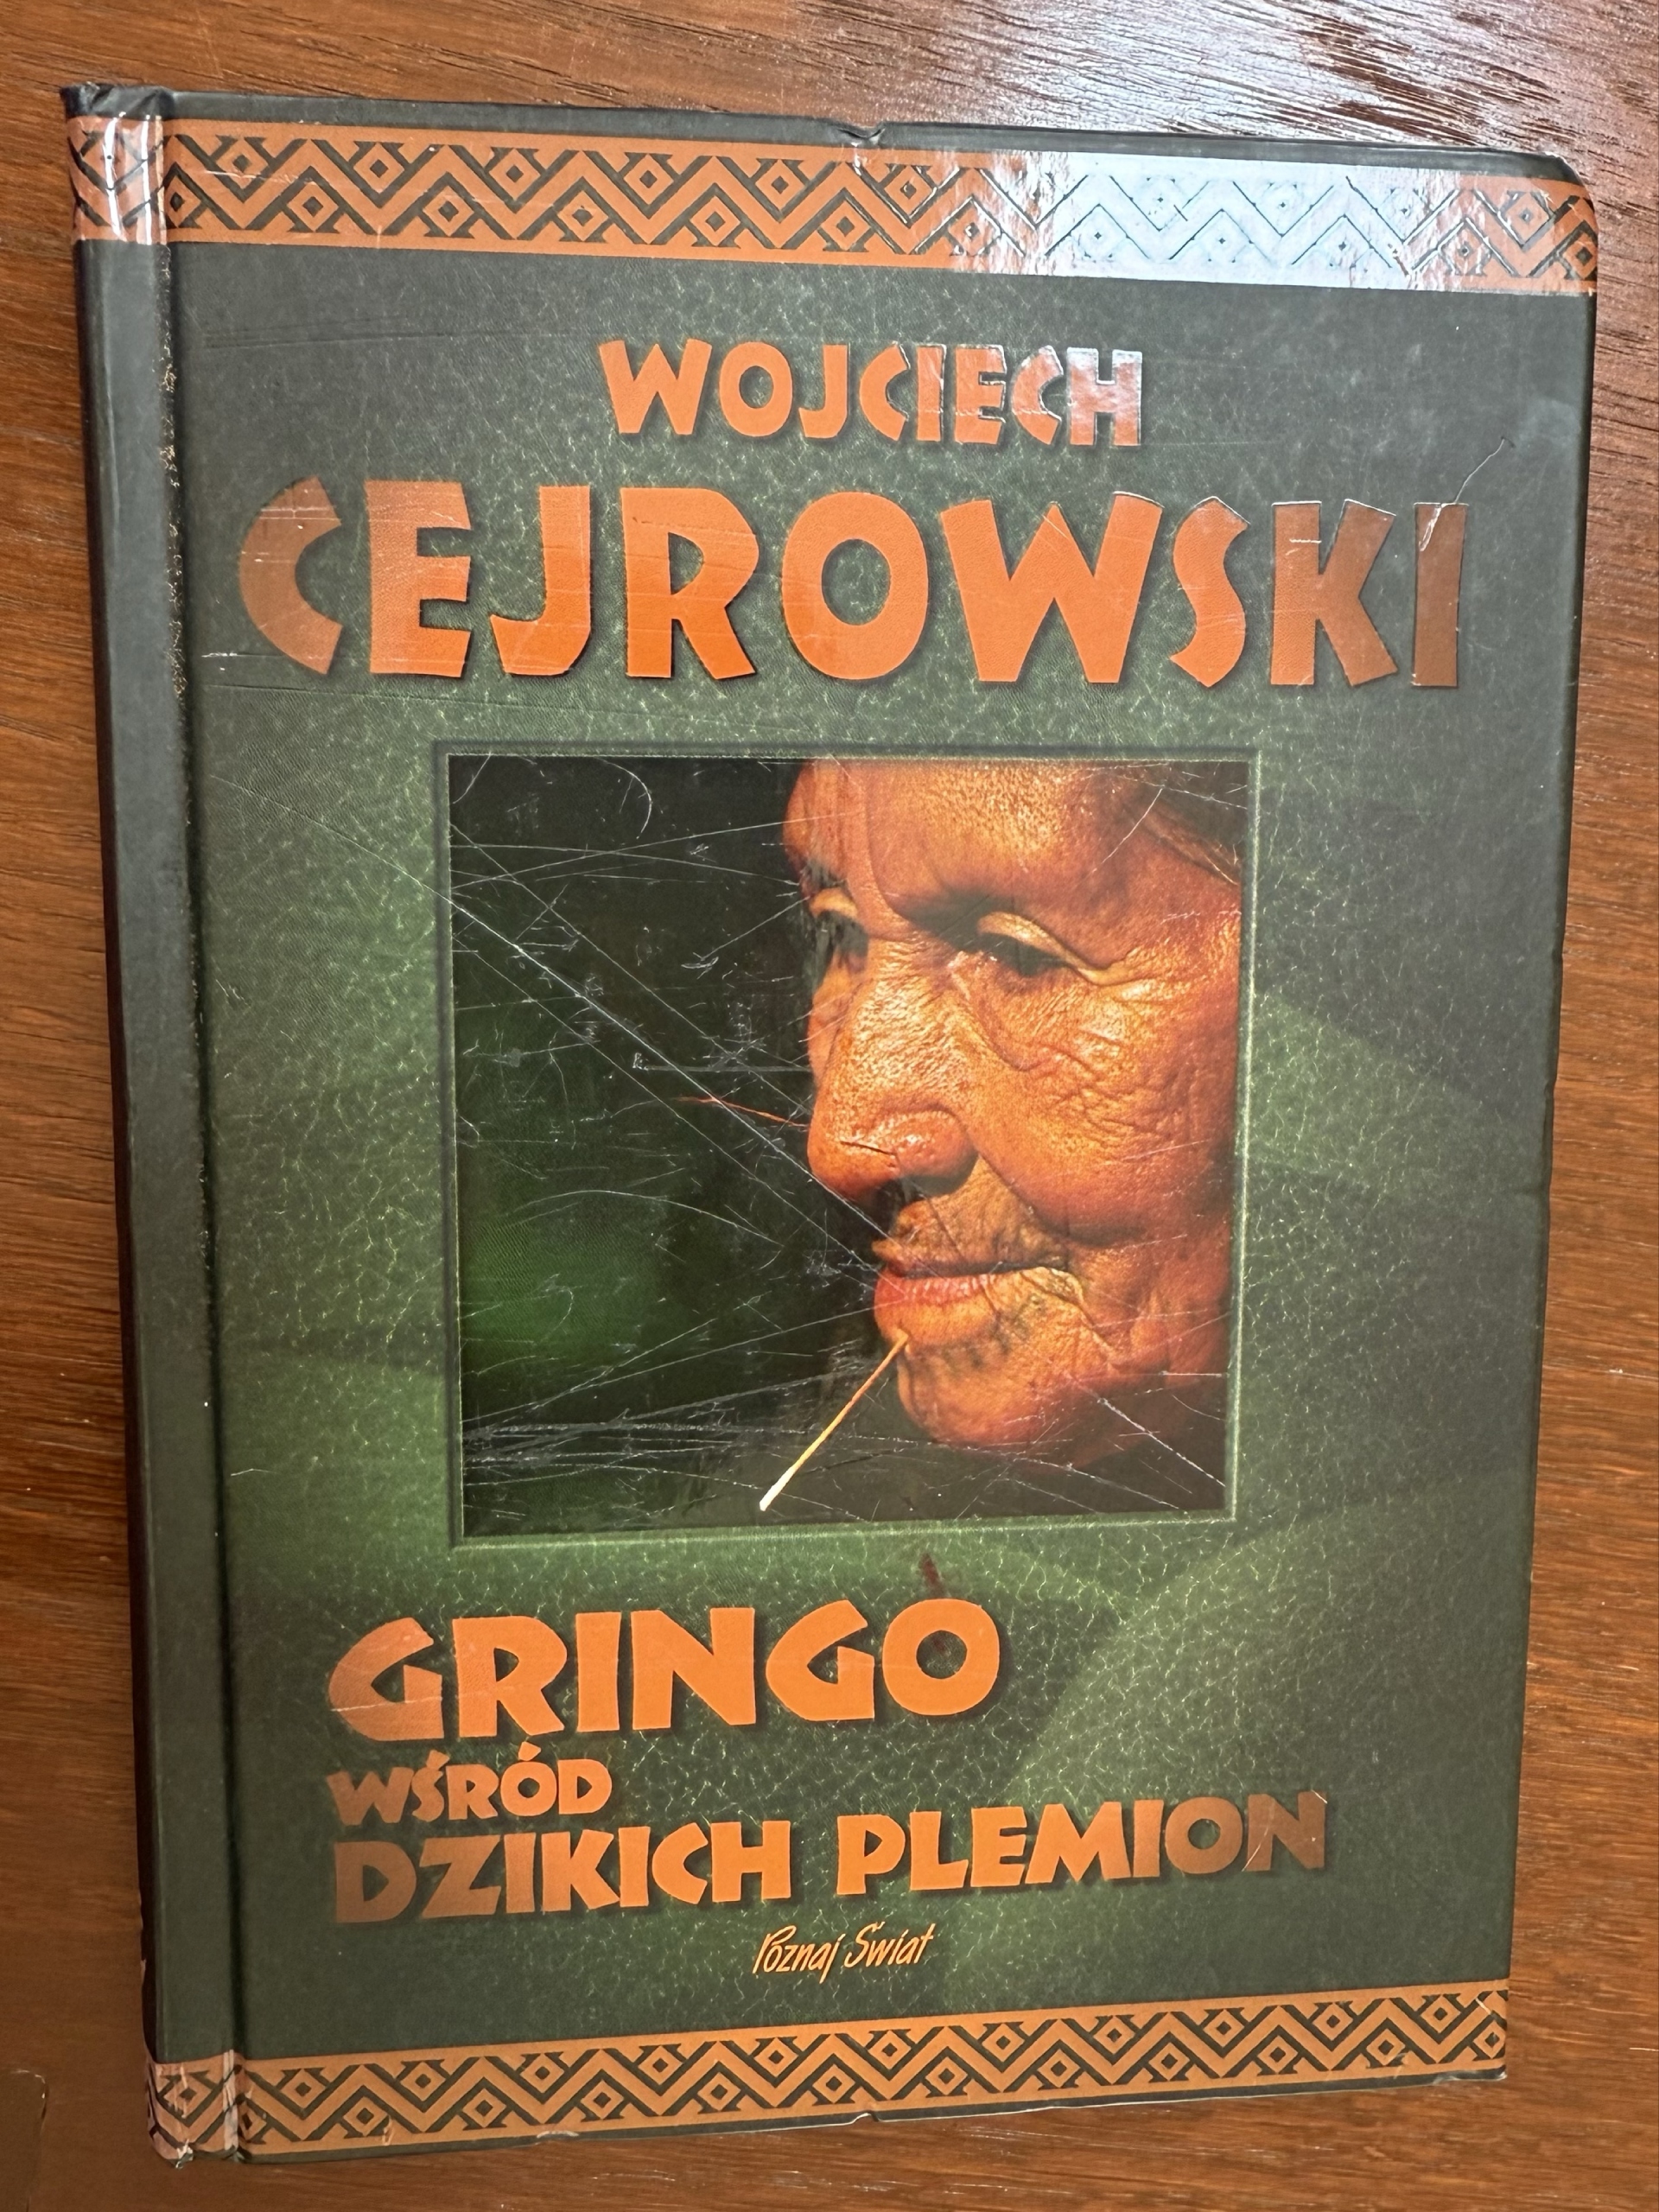 WOJCIECH
CEJROWSKI
GRINGO
WŚRÓD
DZIKICH PLEMION
Poznaj Świat